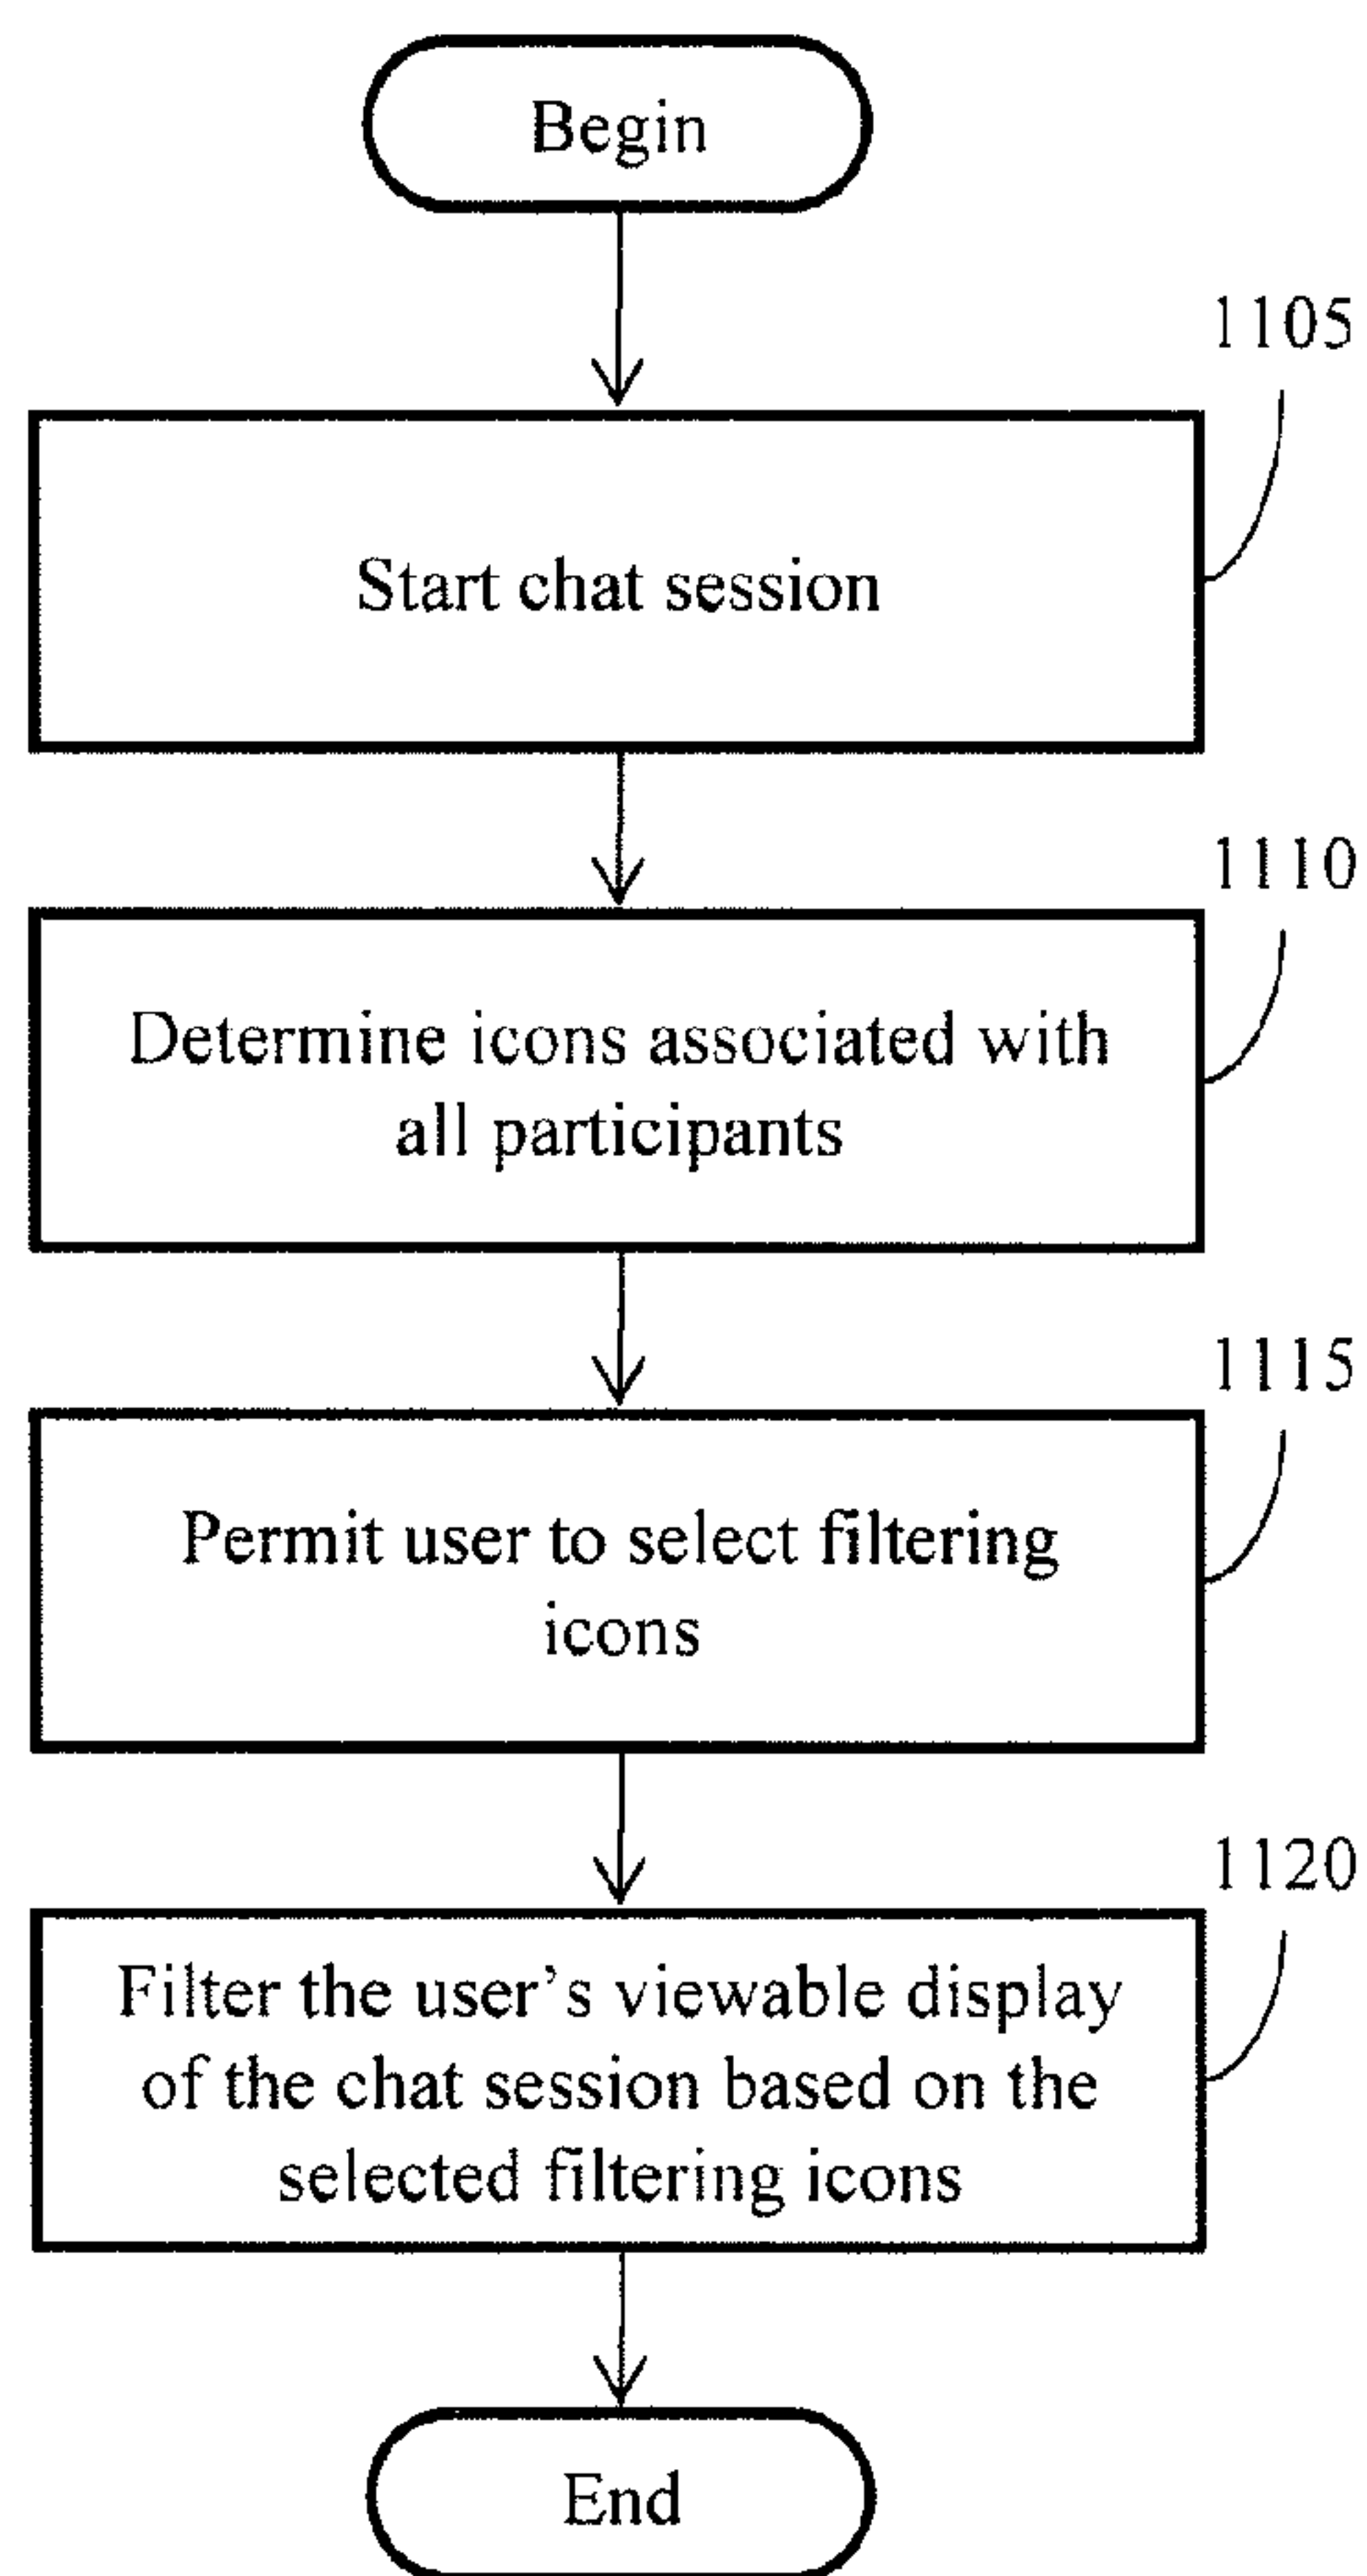 Begin
1105
Start chat session
1110
Determine icons associated with
all participants
1115
Permit user to select filtering
icons
1120
Filter the user's viewable display
of the chat session based on the
selected filtering icons
End